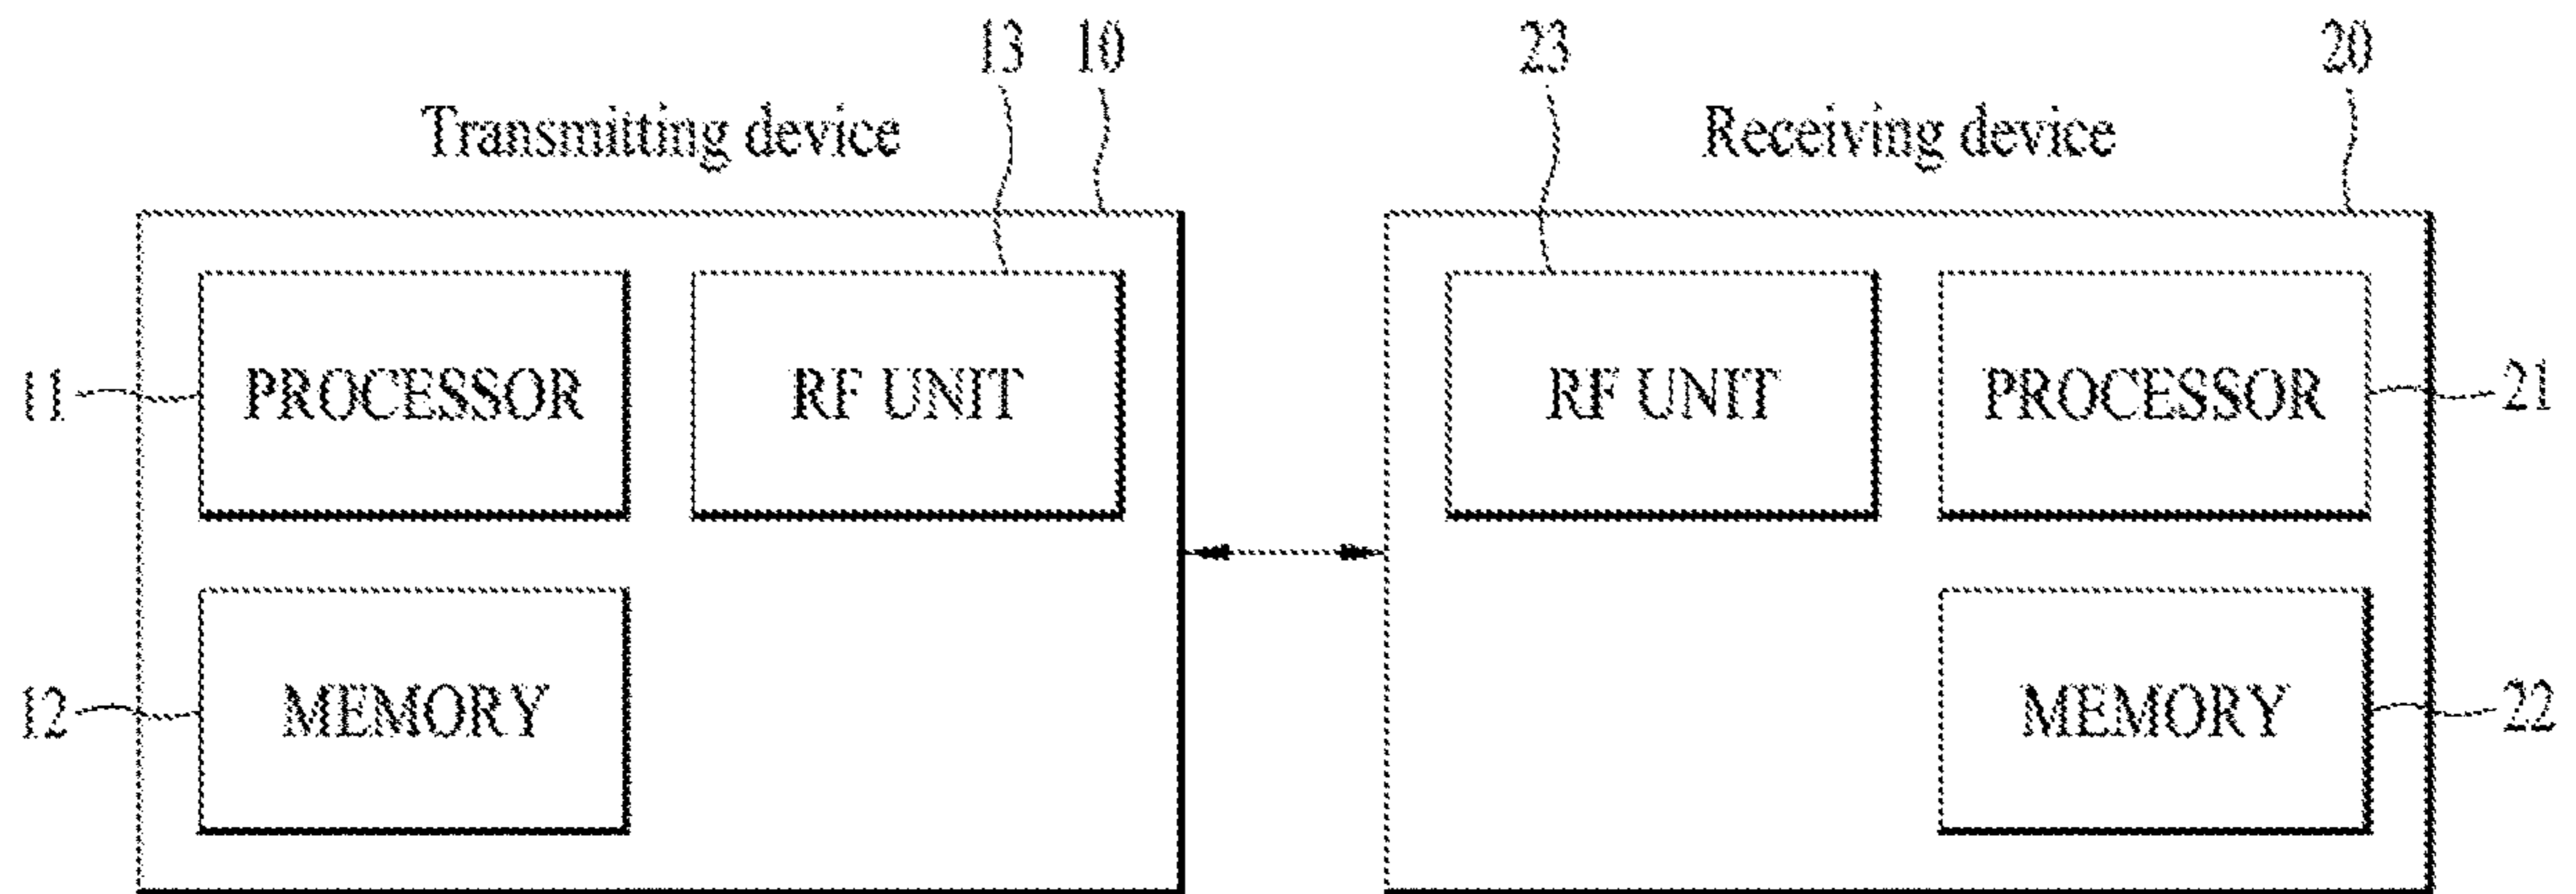 13 10 23 20
Transmitting device Receiving device
11 PROCESSOR RF UNIT RF UNIT PROCESSOR 21
12 MEMORY MEMORY 22